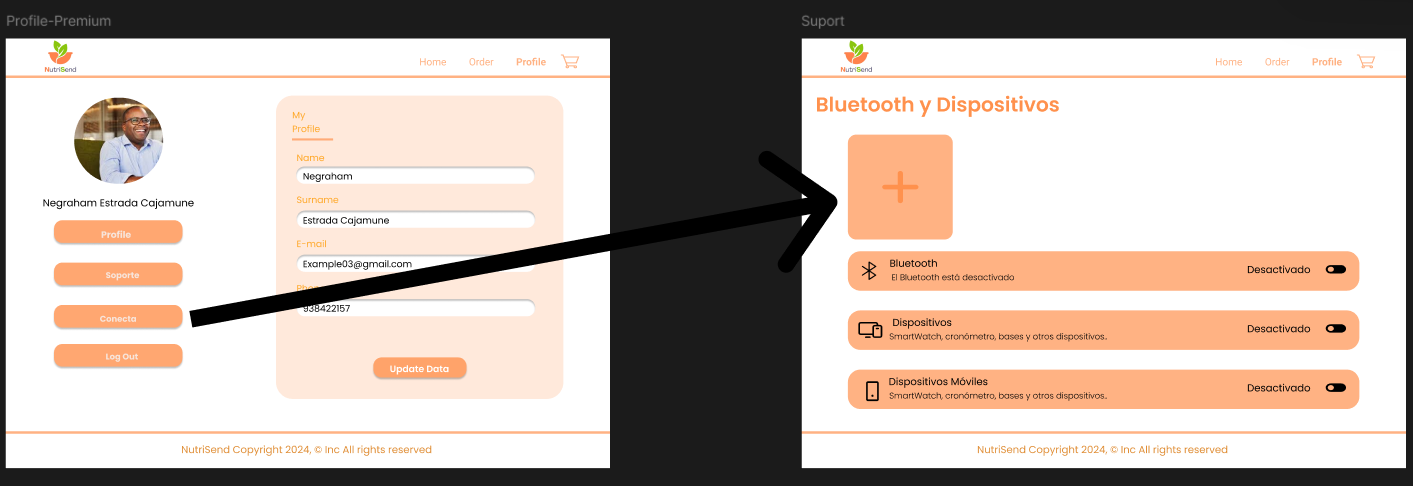 Profile-Premium
NutriSend
Home Order Profile
Negraham Estrada Cajamune
Profile
Soporte
Conecta
Log Out
My
Profile
Name
Negraham
Surname
Estrada Cajamune
E-mail
Example03@gmail.com
938422157
Update Data
NutriSend Copyright 2024, © Inc All rights reserved
Suport
NutriSend
Home Order Profile
Bluetooth y Dispositivos
Bluetooth
El Bluetooth está desactivado
Desactivado
Dispositivos
SmartWatch, cronómetro, bases y otros dispositivos..
Desactivado
Dispositivos Móviles
SmartWatch, cronómetro, bases y otros dispositivos..
Desactivado
NutriSend Copyright 2024, © Inc All rights reserved